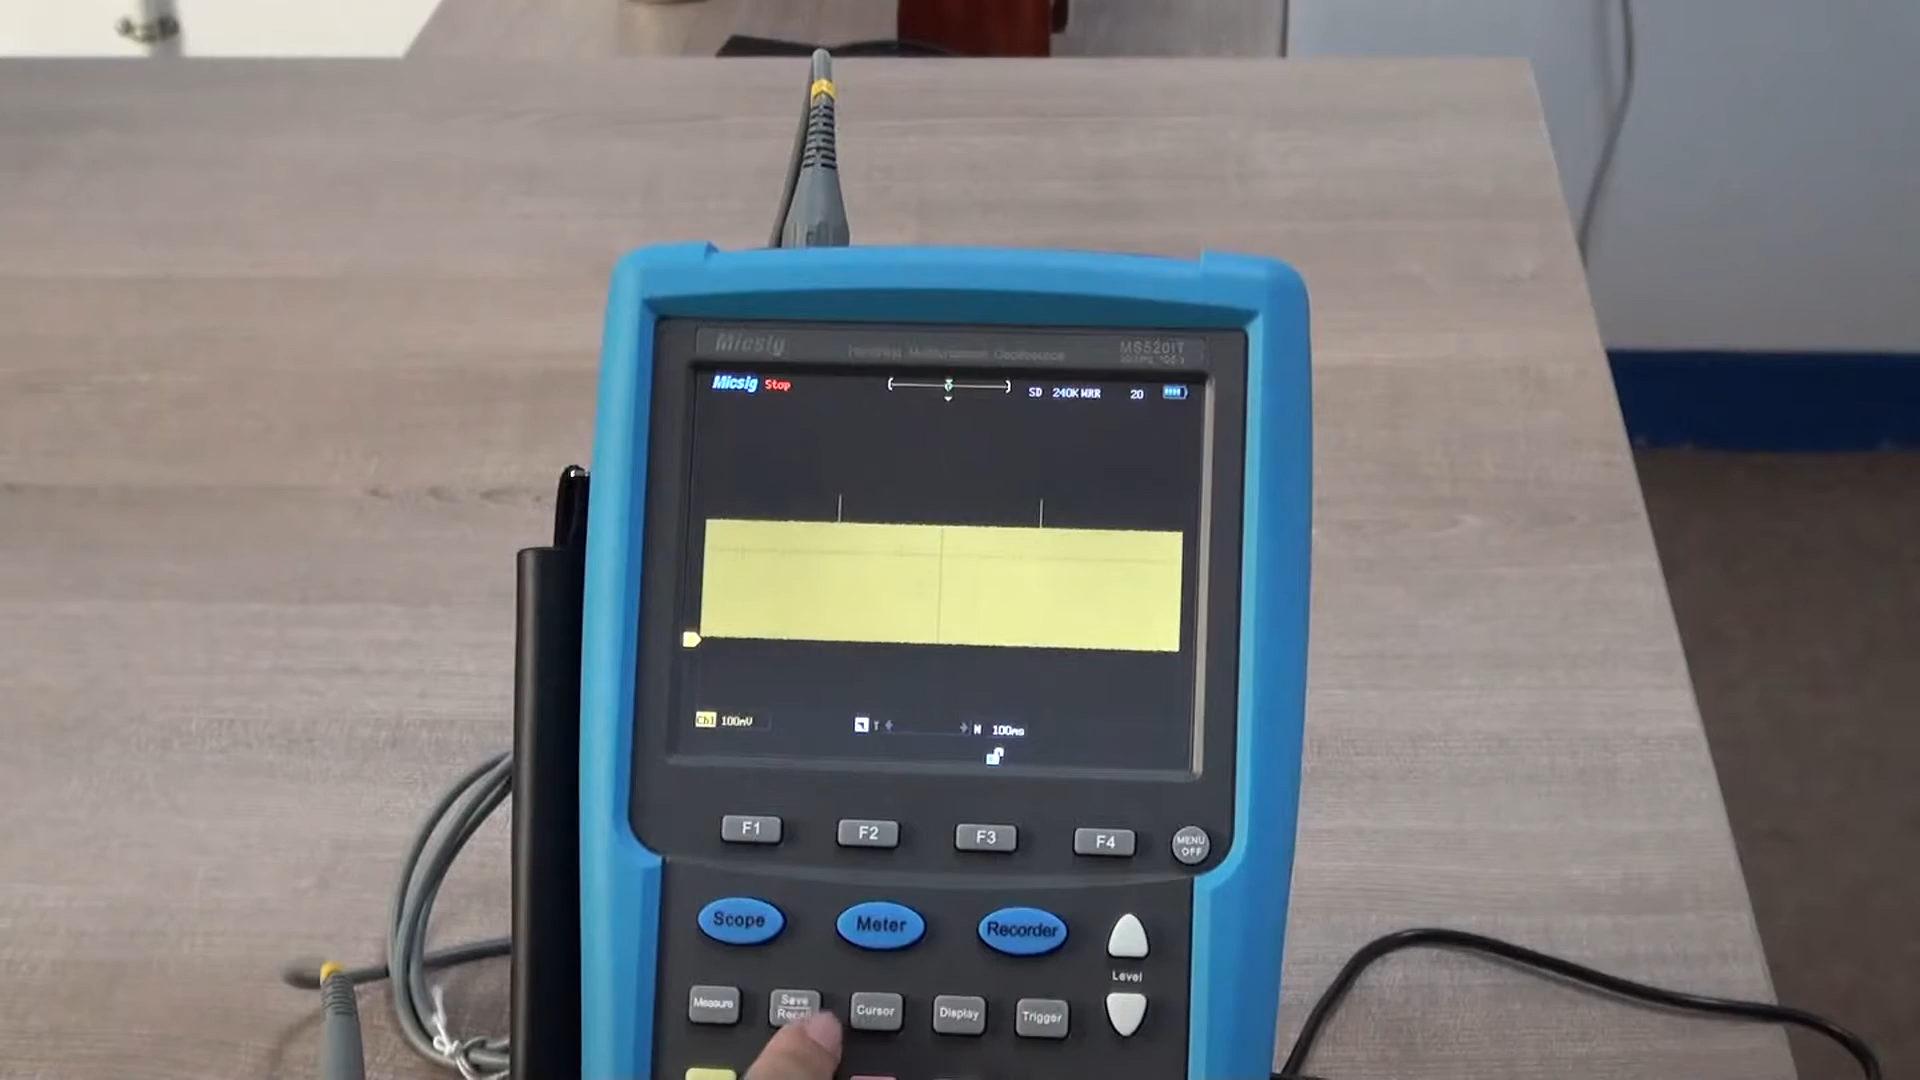 Micsig
MS520IT
Micsig Stop
SD 240K WRR 20
Ch1 100mV
T
M 100ms
F1 F2 F3 F4 MENU OFF
Scope Meter Recorder
Level
Measure Save Cursor Display Trigger